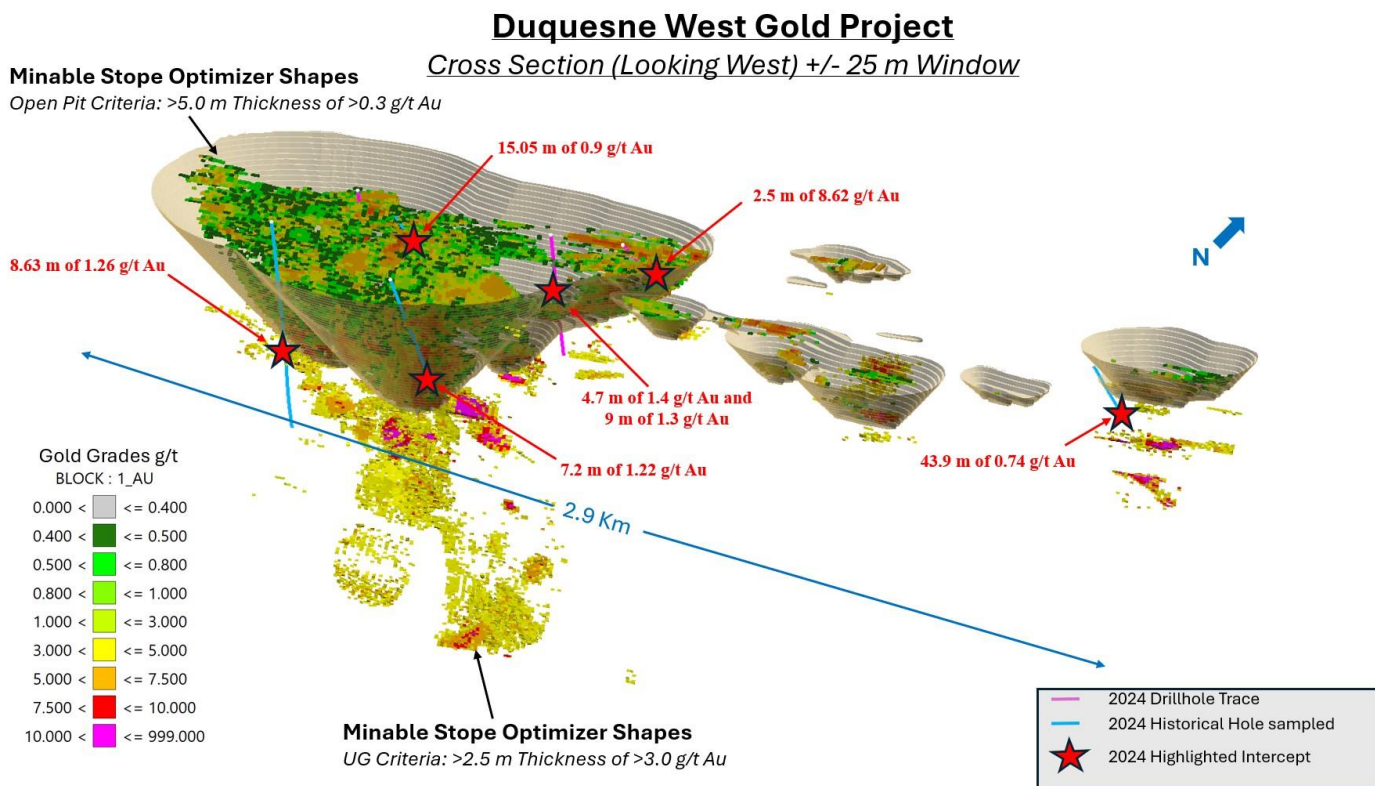 Duquesne West Gold Project
Cross Section (Looking West) +/- 25 m Window
Minable Stope Optimizer Shapes
Open Pit Criteria: >5.0 m Thickness of >0.3 g/t Au
15.05 m of 0.9 g/t Au
2.5 m of 8.62 g/t Au
8.63 m of 1.26 g/t Au
N
4.7 m of 1.4 g/t Au and
9 m of 1.3 g/t Au
7.2 m of 1.22 g/t Au
43.9 m of 0.74 g/t Au
2.9 Km
Gold Grades g/t
BLOCK : 1_AU
0.000 < <= 0.400
0.400 < <= 0.500
0.500 < <= 0.800
0.800 < <= 1.000
1.000 < <= 3.000
3.000 < <= 5.000
5.000 < <= 7.500
7.500 < <= 10.000
10.000 < <= 999.000
Minable Stope Optimizer Shapes
UG Criteria: >2.5 m Thickness of >3.0 g/t Au
2024 Drillhole Trace
2024 Historical Hole sampled
2024 Highlighted Intercept